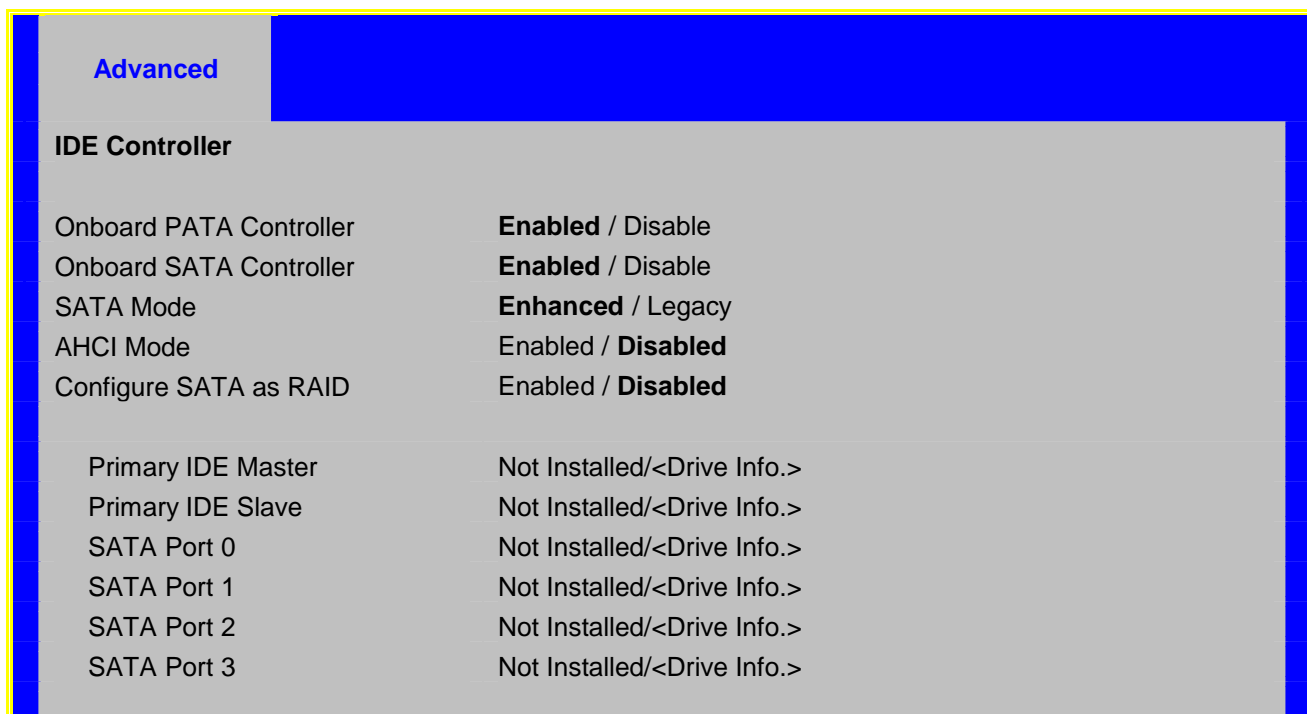 Advanced
IDE Controller
Onboard PATA Controller Enabled / Disable
Onboard SATA Controller Enabled / Disable
SATA Mode Enhanced / Legacy
AHCI Mode Enabled / Disabled
Configure SATA as RAID Enabled / Disabled
Primary IDE Master Not Installed/<Drive Info.>
Primary IDE Slave Not Installed/<Drive Info.>
SATA Port 0 Not Installed/<Drive Info.>
SATA Port 1 Not Installed/<Drive Info.>
SATA Port 2 Not Installed/<Drive Info.>
SATA Port 3 Not Installed/<Drive Info.>